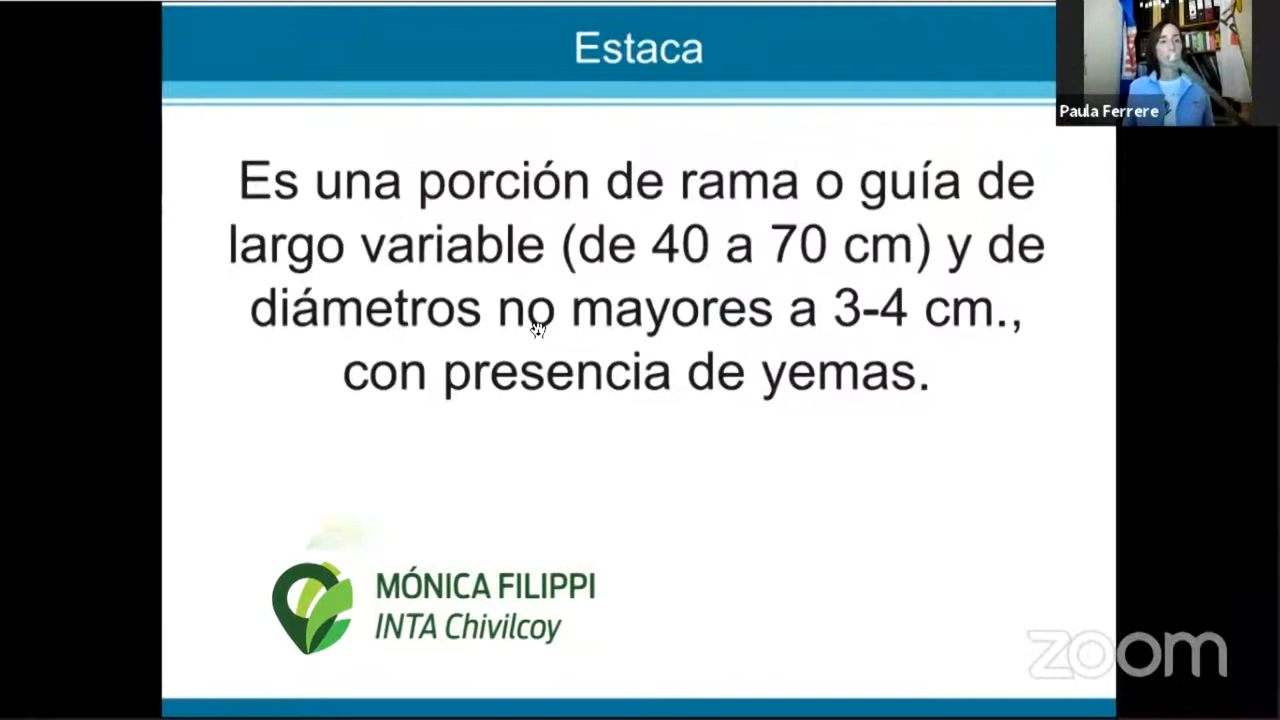 Estaca
Paula Ferrere
Es una porción de rama o guía de
largo variable (de 40 a 70 cm) y de
diámetros no mayores a 3-4 cm.,
con presencia de yemas.
MÓNICA FILIPPI
INTA Chivilcoy
zoom